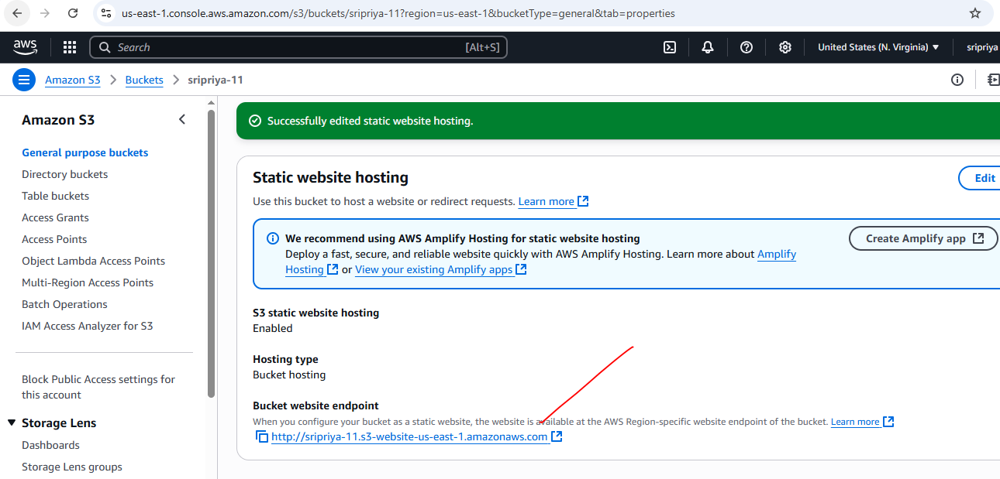 us-east-1.console.aws.amazon.com/s3/buckets/sripriya-11?region=us-east-1&bucketType=general&tab=properties
aws
Search
[Alt+S]
United States (N. Virginia)
sripriya
Amazon S3
Buckets
sripriya-11
Amazon S3
General purpose buckets
Directory buckets
Table buckets
Access Grants
Access Points
Object Lambda Access Points
Multi-Region Access Points
Batch Operations
IAM Access Analyzer for S3
Block Public Access settings for
this account
Storage Lens
Dashboards
Storage Lens groups
Successfully edited static website hosting.
Static website hosting
Edit
Use this bucket to host a website or redirect requests. Learn more
We recommend using AWS Amplify Hosting for static website hosting
Deploy a fast, secure, and reliable website quickly with AWS Amplify Hosting. Learn more about Amplify
Hosting or View your existing Amplify apps
Create Amplify app
S3 static website hosting
Enabled
Hosting type
Bucket hosting
Bucket website endpoint
When you configure your bucket as a static website, the website is available at the AWS Region-specific website endpoint of the bucket. Learn more
http://sripriya-11.s3-website-us-east-1.amazonaws.com